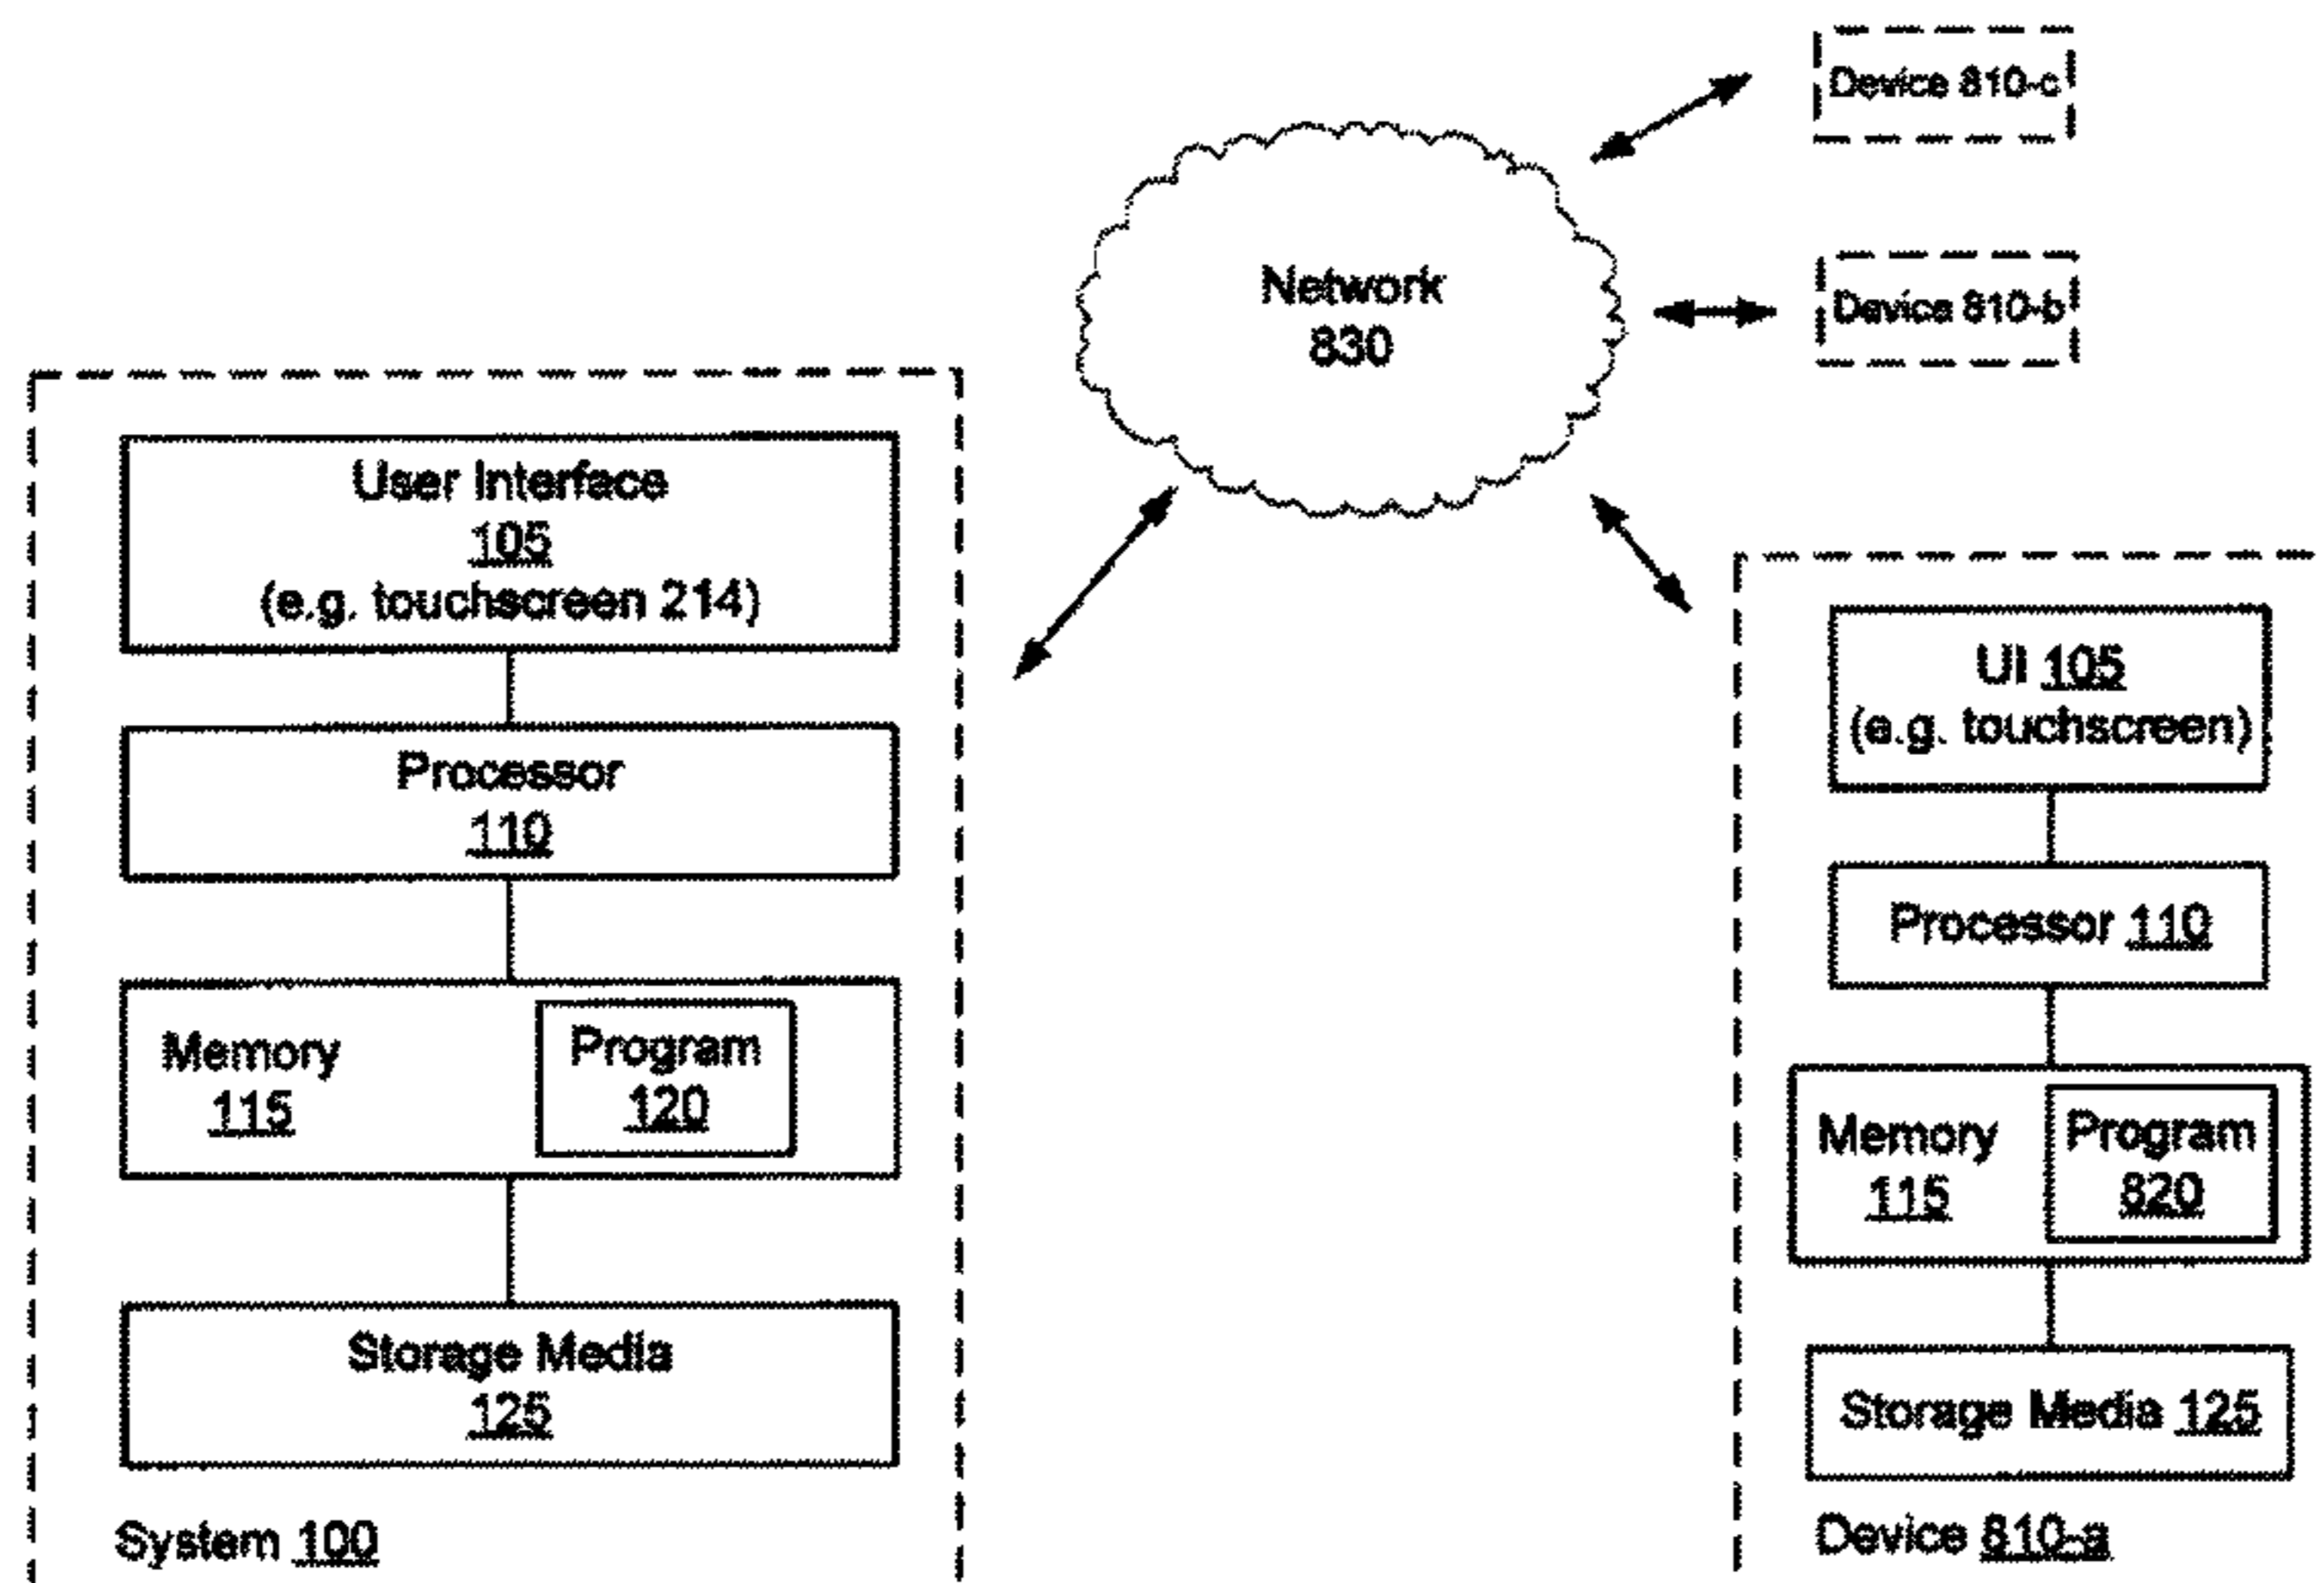 Device 810-c
Network
830
Device 810-b
User Interface
105
(e.g. touchscreen 214)
Processor
110
Memory
115
Program
120
Storage Media
125
System 100
UI 105
(e.g. touchscreen)
Processor 110
Memory
115
Program
820
Storage Media 125
Device 810-a